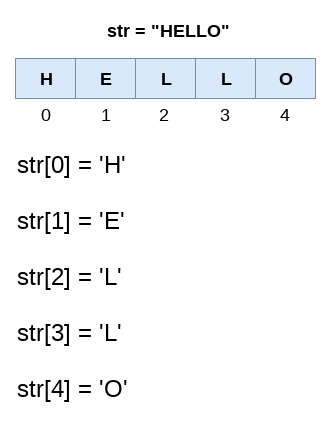 str = "HELLO"
H E L L O
0 1 2 3 4
str[0] = 'H'
str[1] = 'E'
str[2] = 'L'
str[3] = 'L'
str[4] = 'O'